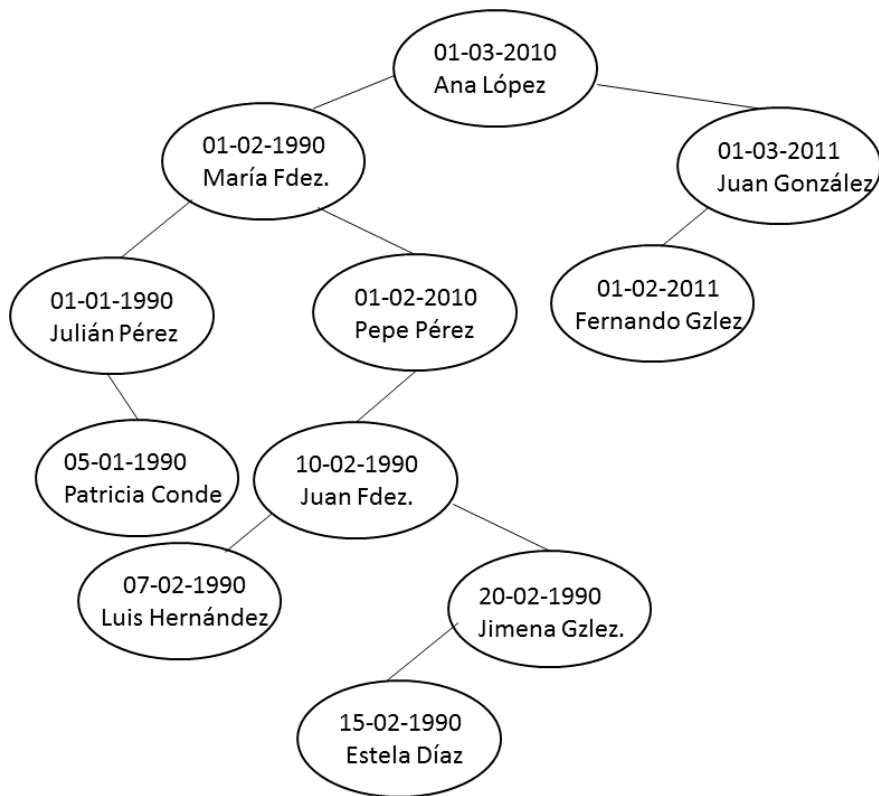 01-03-2010
Ana López
01-02-1990
María Fdez.
01-03-2011
Juan González
01-01-1990
Julián Pérez
01-02-2010
Pepe Pérez
01-02-2011
Fernando Gzlez
05-01-1990
Patricia Conde
10-02-1990
Juan Fdez.
07-02-1990
Luis Hernández
20-02-1990
Jimena Gzlez.
15-02-1990
Estela Díaz